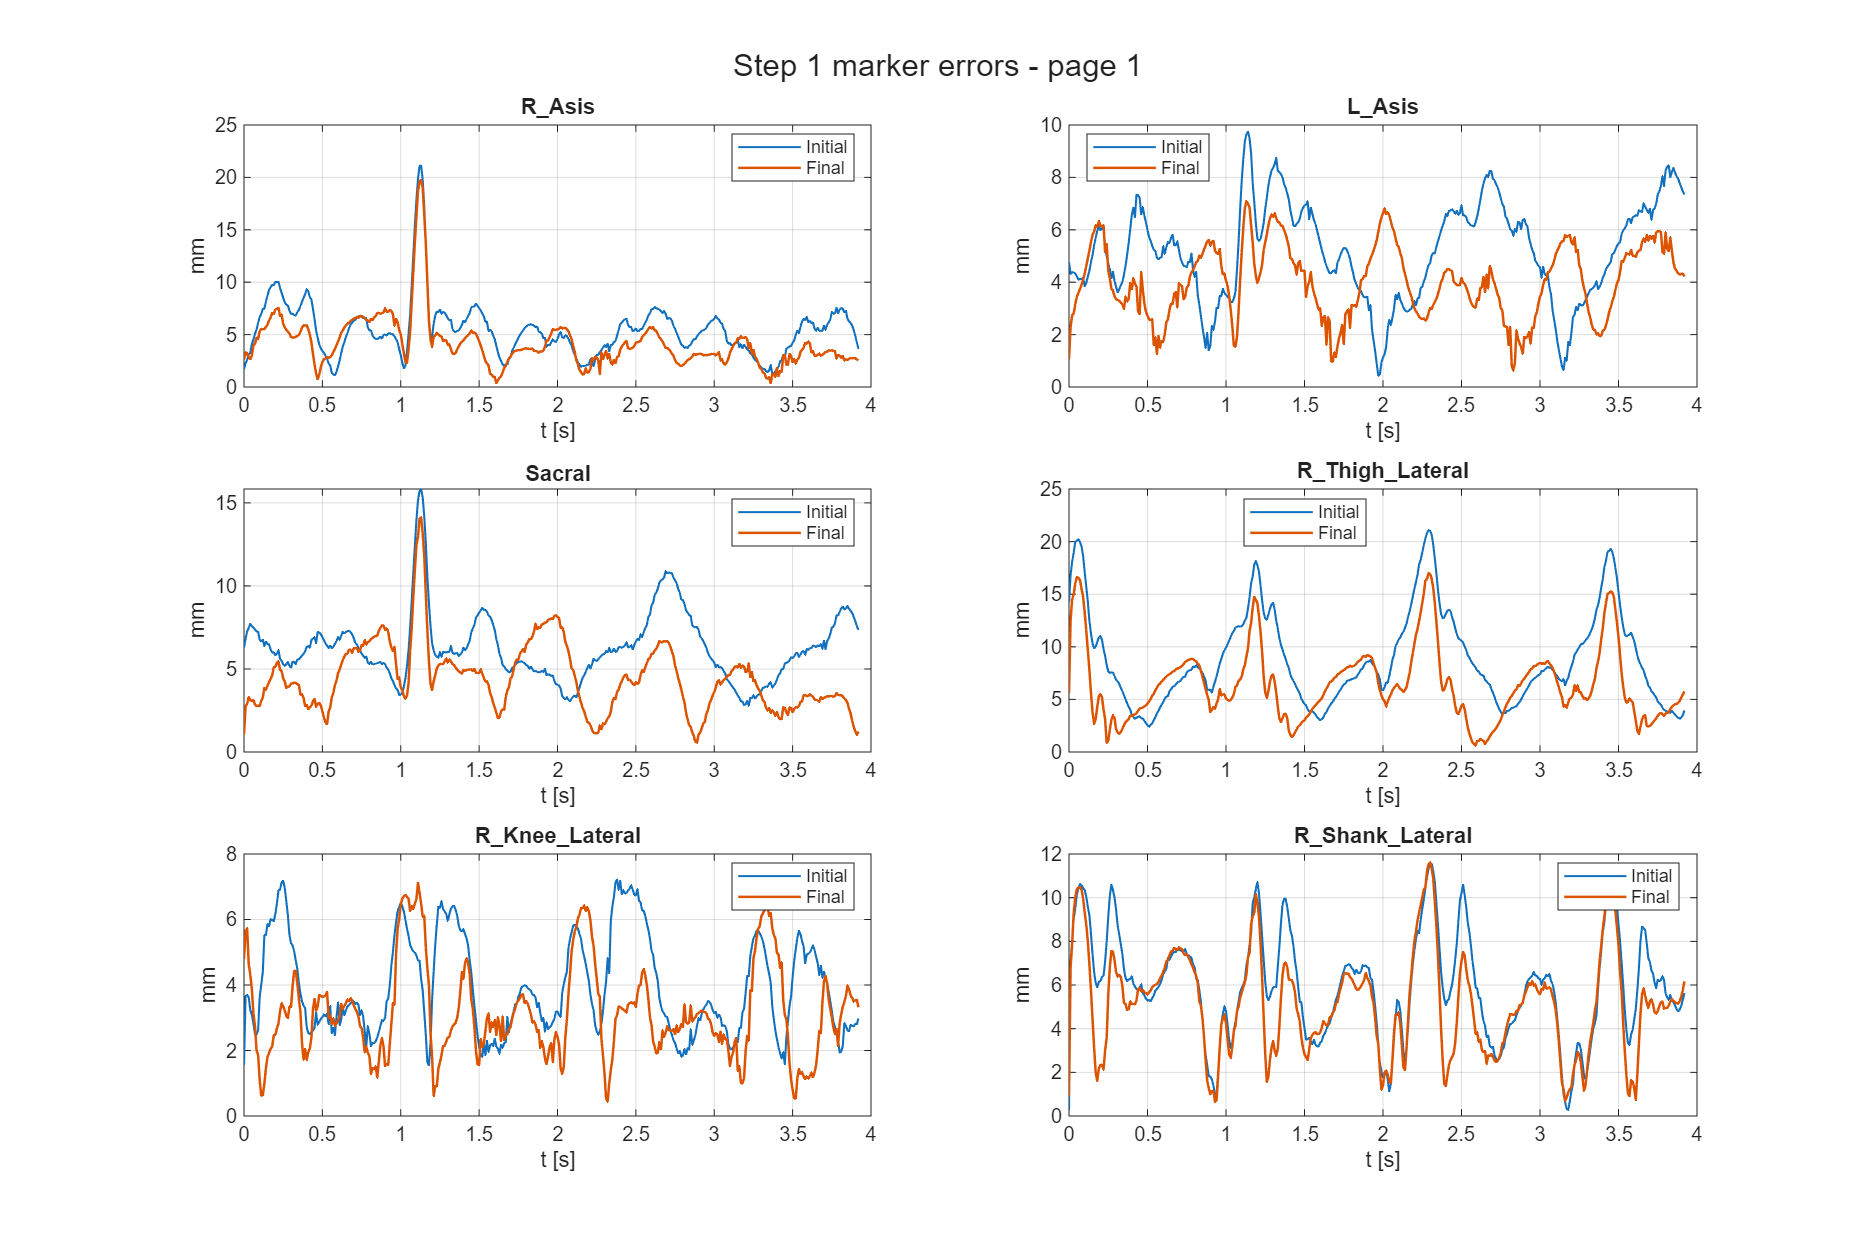 Step 1 marker errors - page 1
R_Asis
25
20
15
10
5
0
mm
0 0.5 1 1.5 2 2.5 3 3.5 4
t [s]
Initial
Final
L_Asis
10
8
6
4
2
0
mm
0 0.5 1 1.5 2 2.5 3 3.5 4
t [s]
Initial
Final
Sacral
15
10
5
0
mm
0 0.5 1 1.5 2 2.5 3 3.5 4
t [s]
Initial
Final
R_Thigh_Lateral
25
20
15
10
5
0
mm
0 0.5 1 1.5 2 2.5 3 3.5 4
t [s]
Initial
Final
R_Knee_Lateral
8
6
4
2
0
mm
0 0.5 1 1.5 2 2.5 3 3.5 4
t [s]
Initial
Final
R_Shank_Lateral
12
10
8
6
4
2
0
mm
0 0.5 1 1.5 2 2.5 3 3.5 4
t [s]
Initial
Final